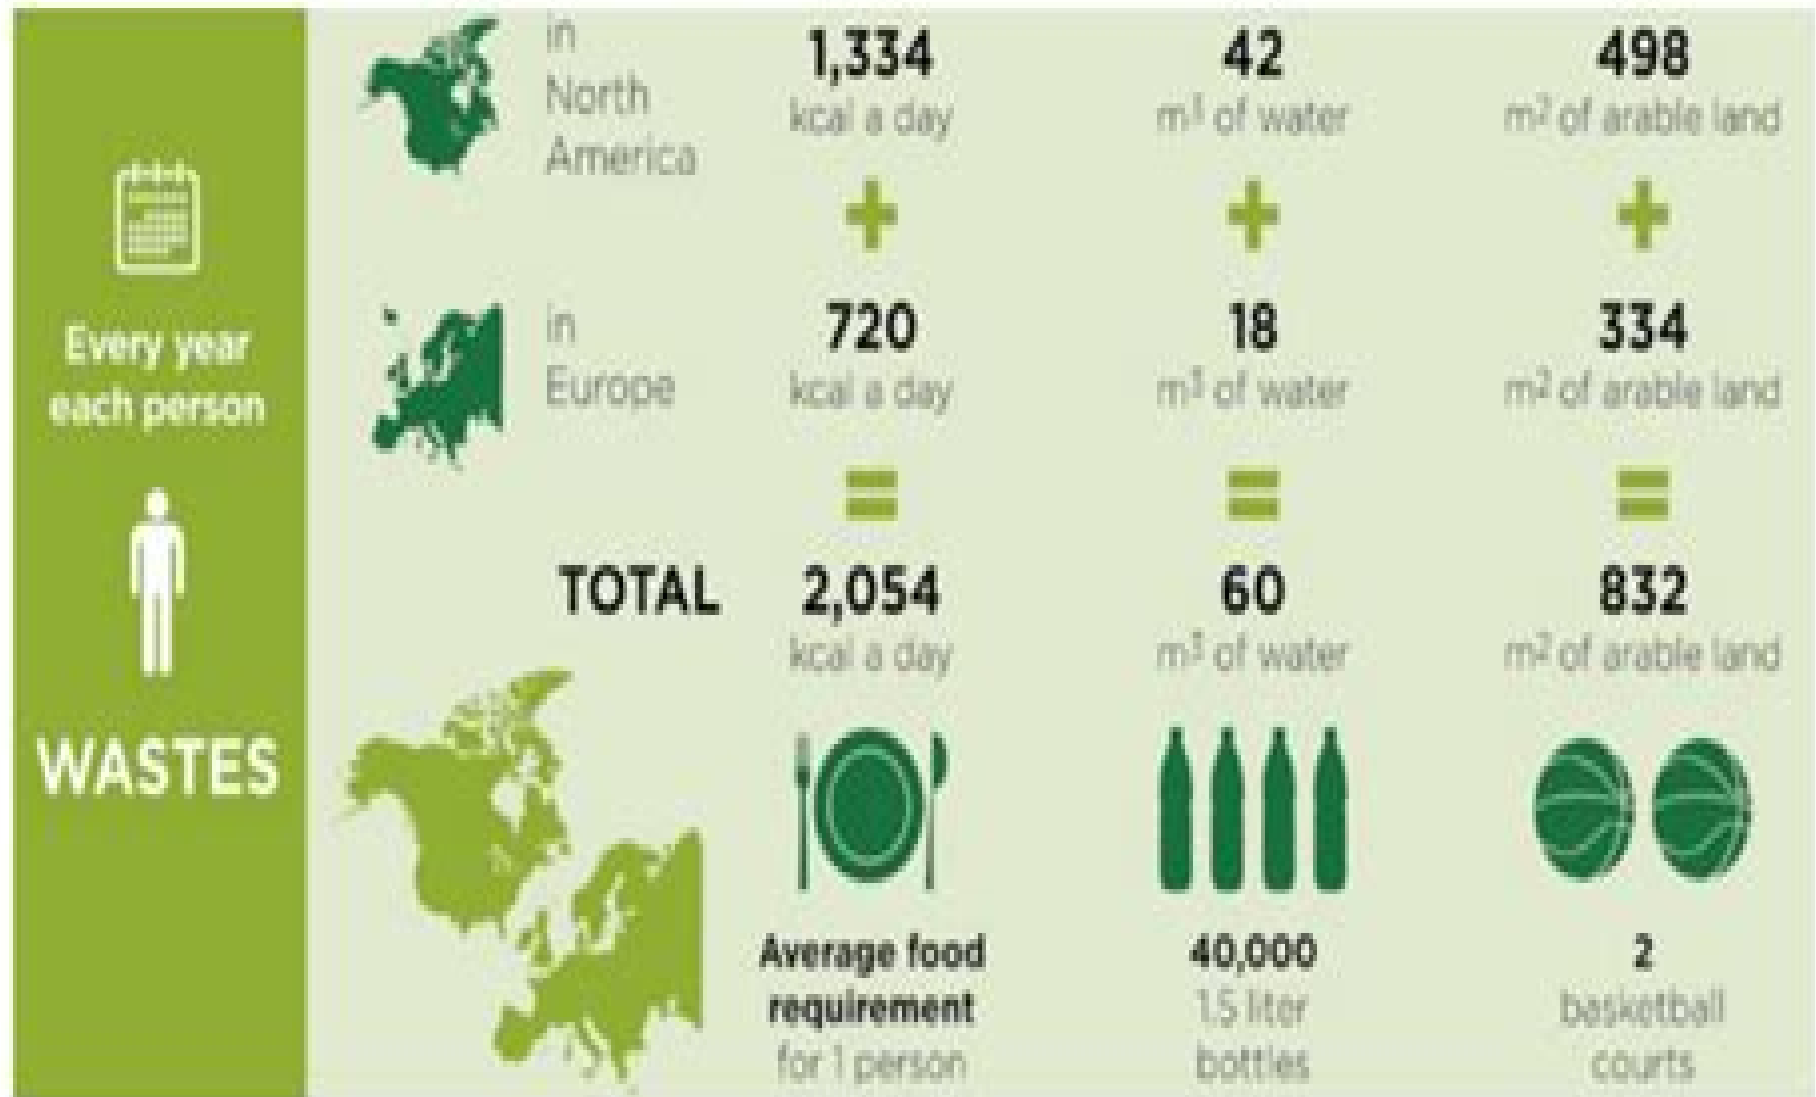 Every year
each person
WASTES
in
North
America
1,334
kcal a day
42
m³ of water
498
m² of arable land
+
+
+
in
Europe
720
kcal a day
18
m³ of water
334
m² of arable land
=
=
=
TOTAL
2,054
kcal a day
60
m³ of water
832
m² of arable land
Average food
requirement
for 1 person
40,000
1.5 liter
bottles
2
basketball
courts